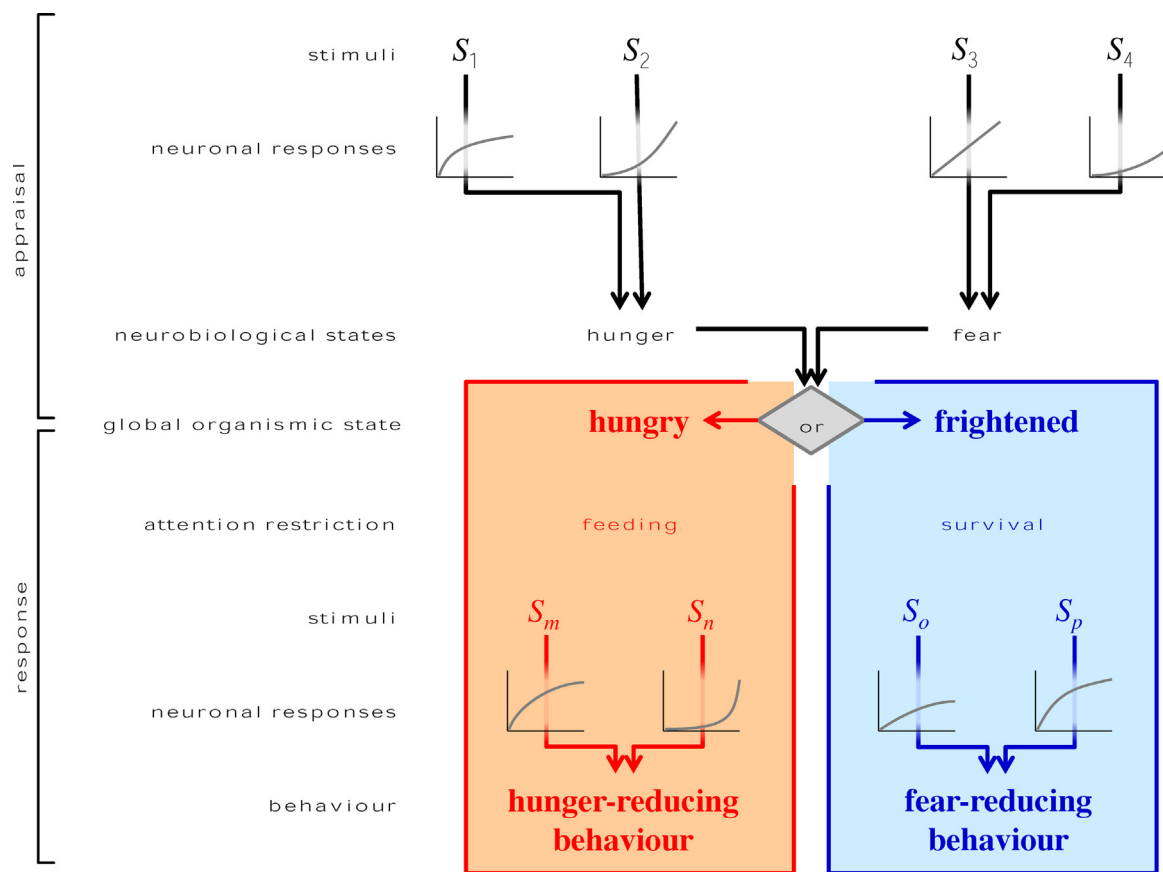 stimuli S1 S2 S3 S4
neuronal responses
appraisal
neurobiological states hunger fear
global organismic state hungry or frightened
attention restriction feeding survival
response
stimuli Sm Sn So Sp
neuronal responses
behaviour hunger-reducing fear-reducing
behaviour behaviour